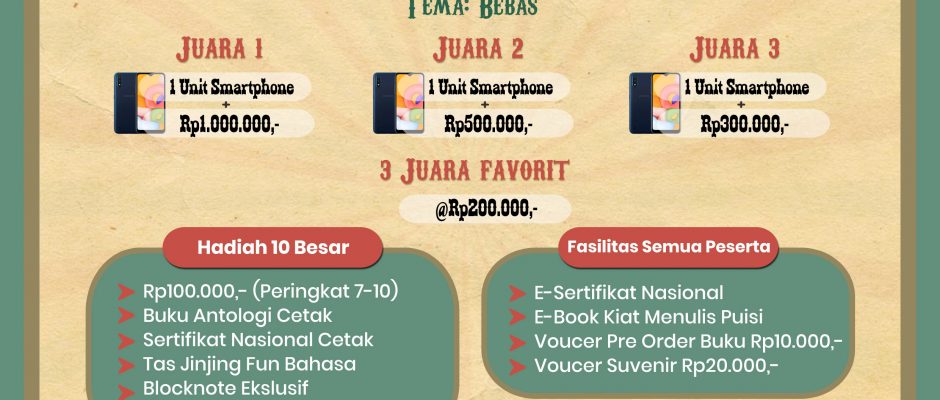 Tema: Bebas
Juara 1
Juara 2
Juara 3
1 Unit Smartphone
+
Rp1.000.000,-
1 Unit Smartphone
+
Rp500.000,-
1 Unit Smartphone
+
Rp300.000,-
3 Juara favorit
@Rp200.000,-
Hadiah 10 Besar
Rp100.000,- (Peringkat 7-10)
Buku Antologi Cetak
Sertifikat Nasional Cetak
Tas Jinjing Fun Bahasa
Blocknote Ekslusif
Fasilitas Semua Peserta
E-Sertifikat Nasional
E-Book Kiat Menulis Puisi
Voucer Pre Order Buku Rp10.000,-
Voucer Suvenir Rp20.000,-